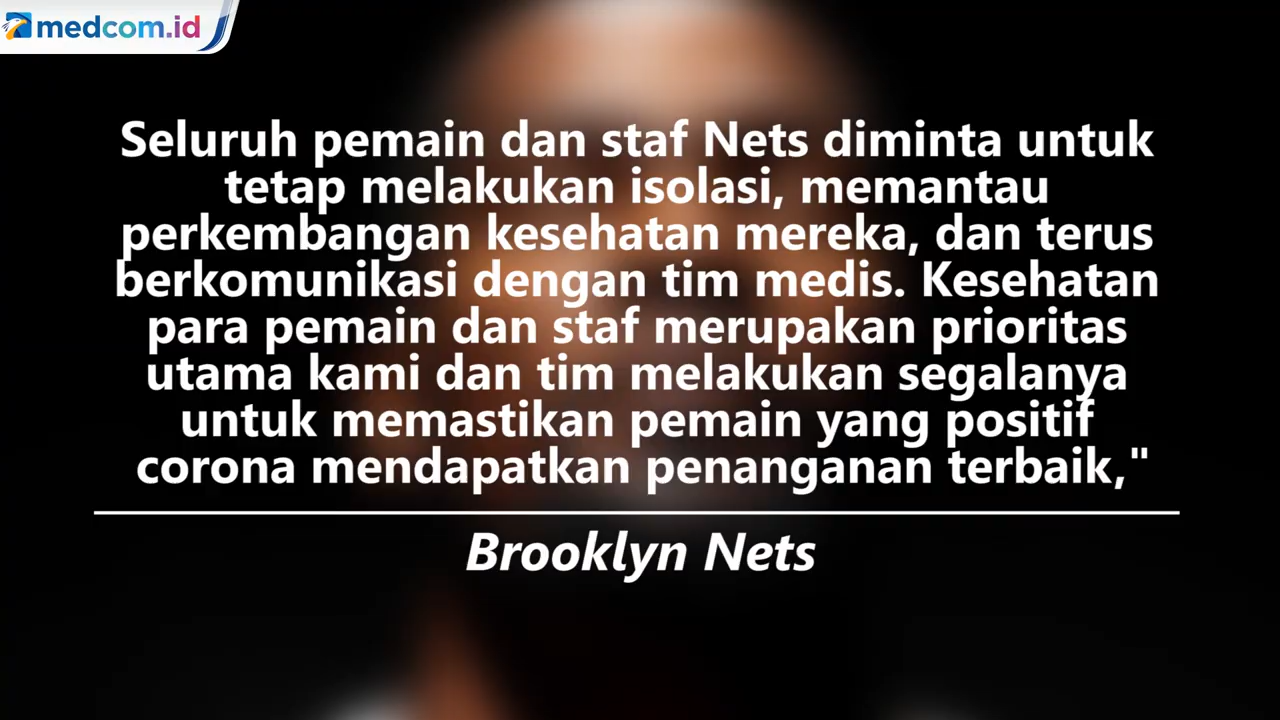 medcom.id
Seluruh pemain dan staf Nets diminta untuk
tetap melakukan isolasi, memantau
perkembangan kesehatan mereka, dan terus
berkomunikasi dengan tim medis. Kesehatan
para pemain dan staf merupakan prioritas
utama kami dan tim melakukan segalanya
untuk memastikan pemain yang positif
corona mendapatkan penanganan terbaik,"
Brooklyn Nets